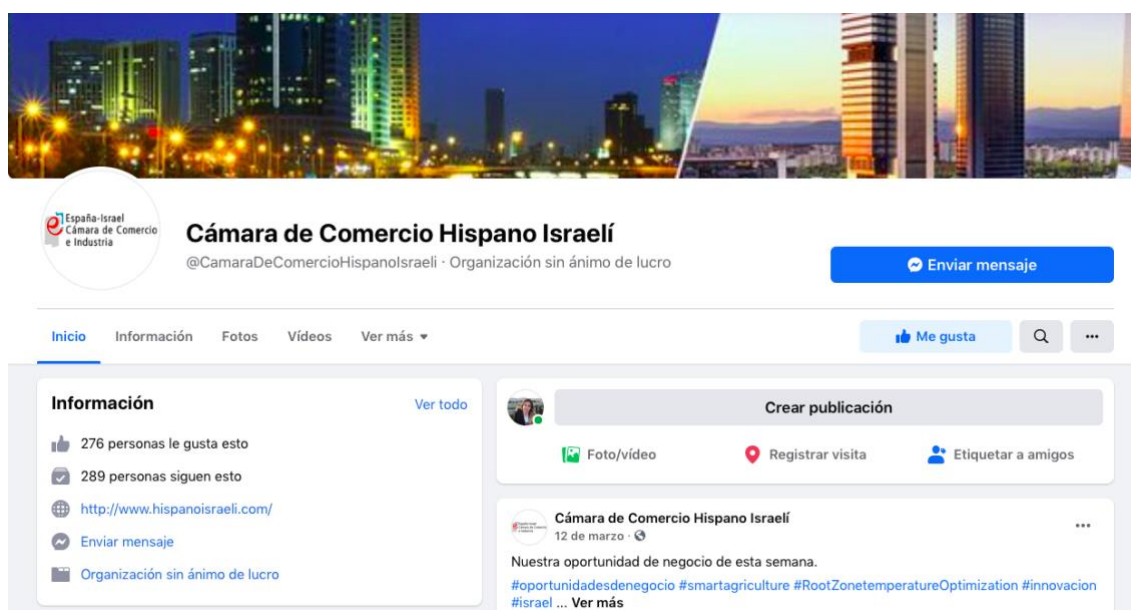 España-Israel
Cámara de Comercio
e Industria
Cámara de Comercio Hispano Israelí
@CamaraDeComercioHispanoIsraeli · Organización sin ánimo de lucro
Enviar mensaje
Inicio
Información
Fotos
Vídeos
Ver más
Me gusta
Información
Ver todo
276 personas le gusta esto
289 personas siguen esto
http://www.hispanoisraeli.com/
Enviar mensaje
Organización sin ánimo de lucro
Crear publicación
Foto/vídeo
Registrar visita
Etiquetar a amigos
Cámara de Comercio Hispano Israelí
12 de marzo ·
Nuestra oportunidad de negocio de esta semana.
#oportunidadesdenegocio #smartagriculture #RootZonetemperatureOptimization #innovacion
#israel ... Ver más